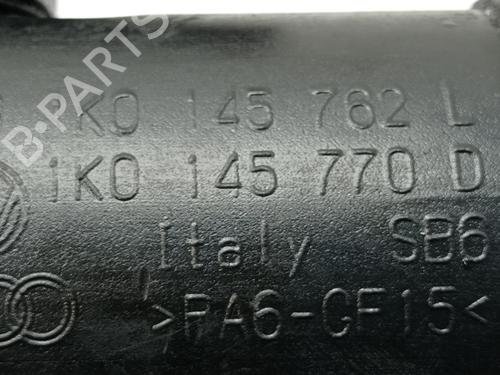 1K0 145 762 L
1K0 145 770 D
Italy SB6
>PA6-GF15<
B-PARTS